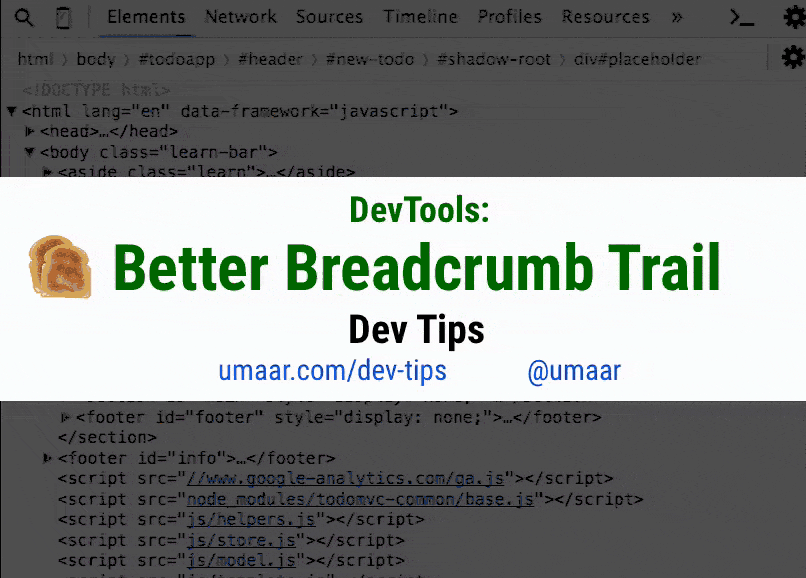 Elements Network Sources Timeline Profiles Resources »
html body #todoapp #header #new-todo #shadow-root div#placeholder
<!DOCTYPE html>
<html lang="en" data-framework="javascript">
<head>…</head>
<body class="learn-bar">
<aside class="learn">…</aside>
DevTools:
Better Breadcrumb Trail
Dev Tips
umaar.com/dev-tips @umaar
<footer id="footer" style="display: none;">…</footer>
</section>
<footer id="info">…</footer>
<script src="//www.google-analytics.com/ga.js"></script>
<script src="node_modules/todomvc-common/base.js"></script>
<script src="js/helpers.js"></script>
<script src="js/store.js"></script>
<script src="js/model.js"></script>